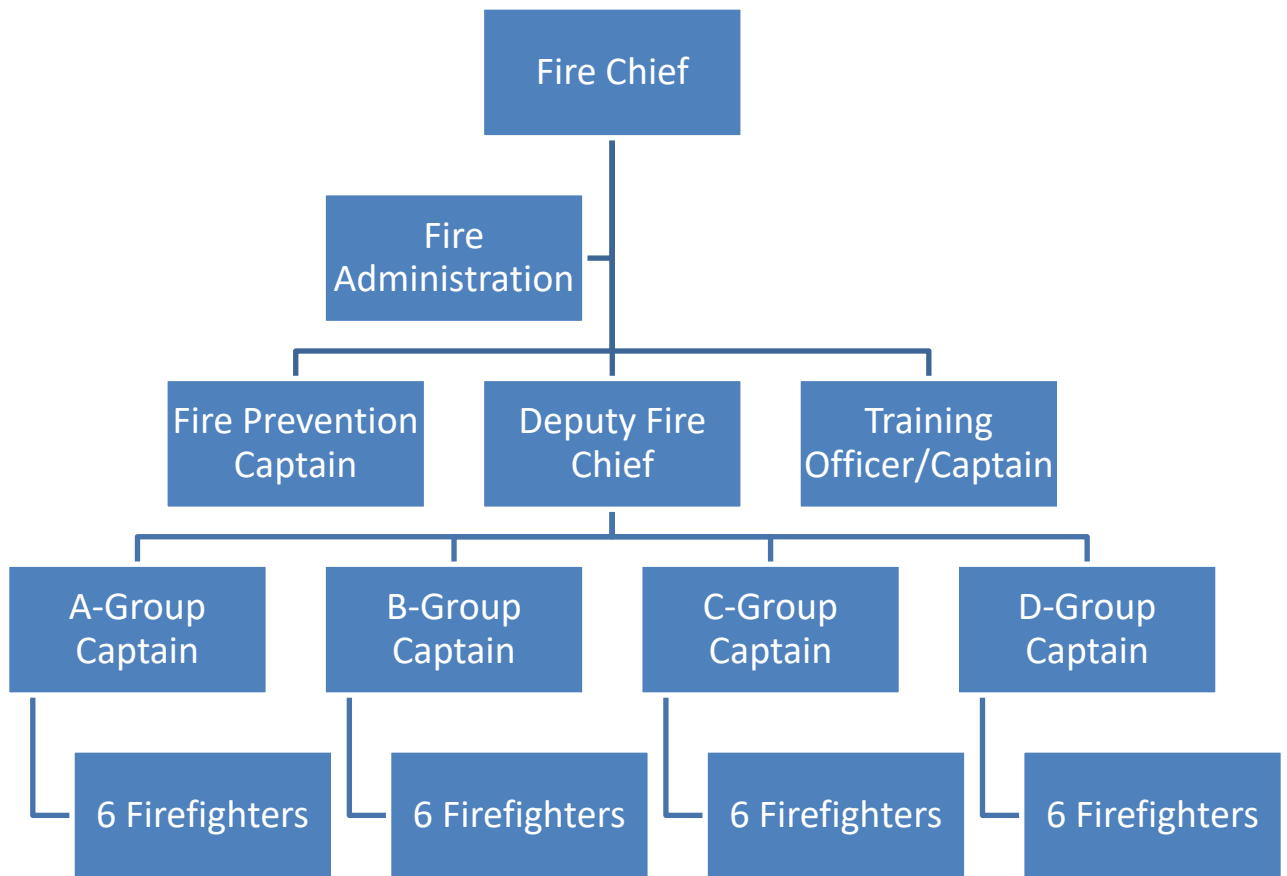 Fire Chief
Fire
Administration
Fire Prevention
Captain
Deputy Fire
Chief
Training
Officer/Captain
A-Group
Captain
B-Group
Captain
C-Group
Captain
D-Group
Captain
6 Firefighters
6 Firefighters
6 Firefighters
6 Firefighters